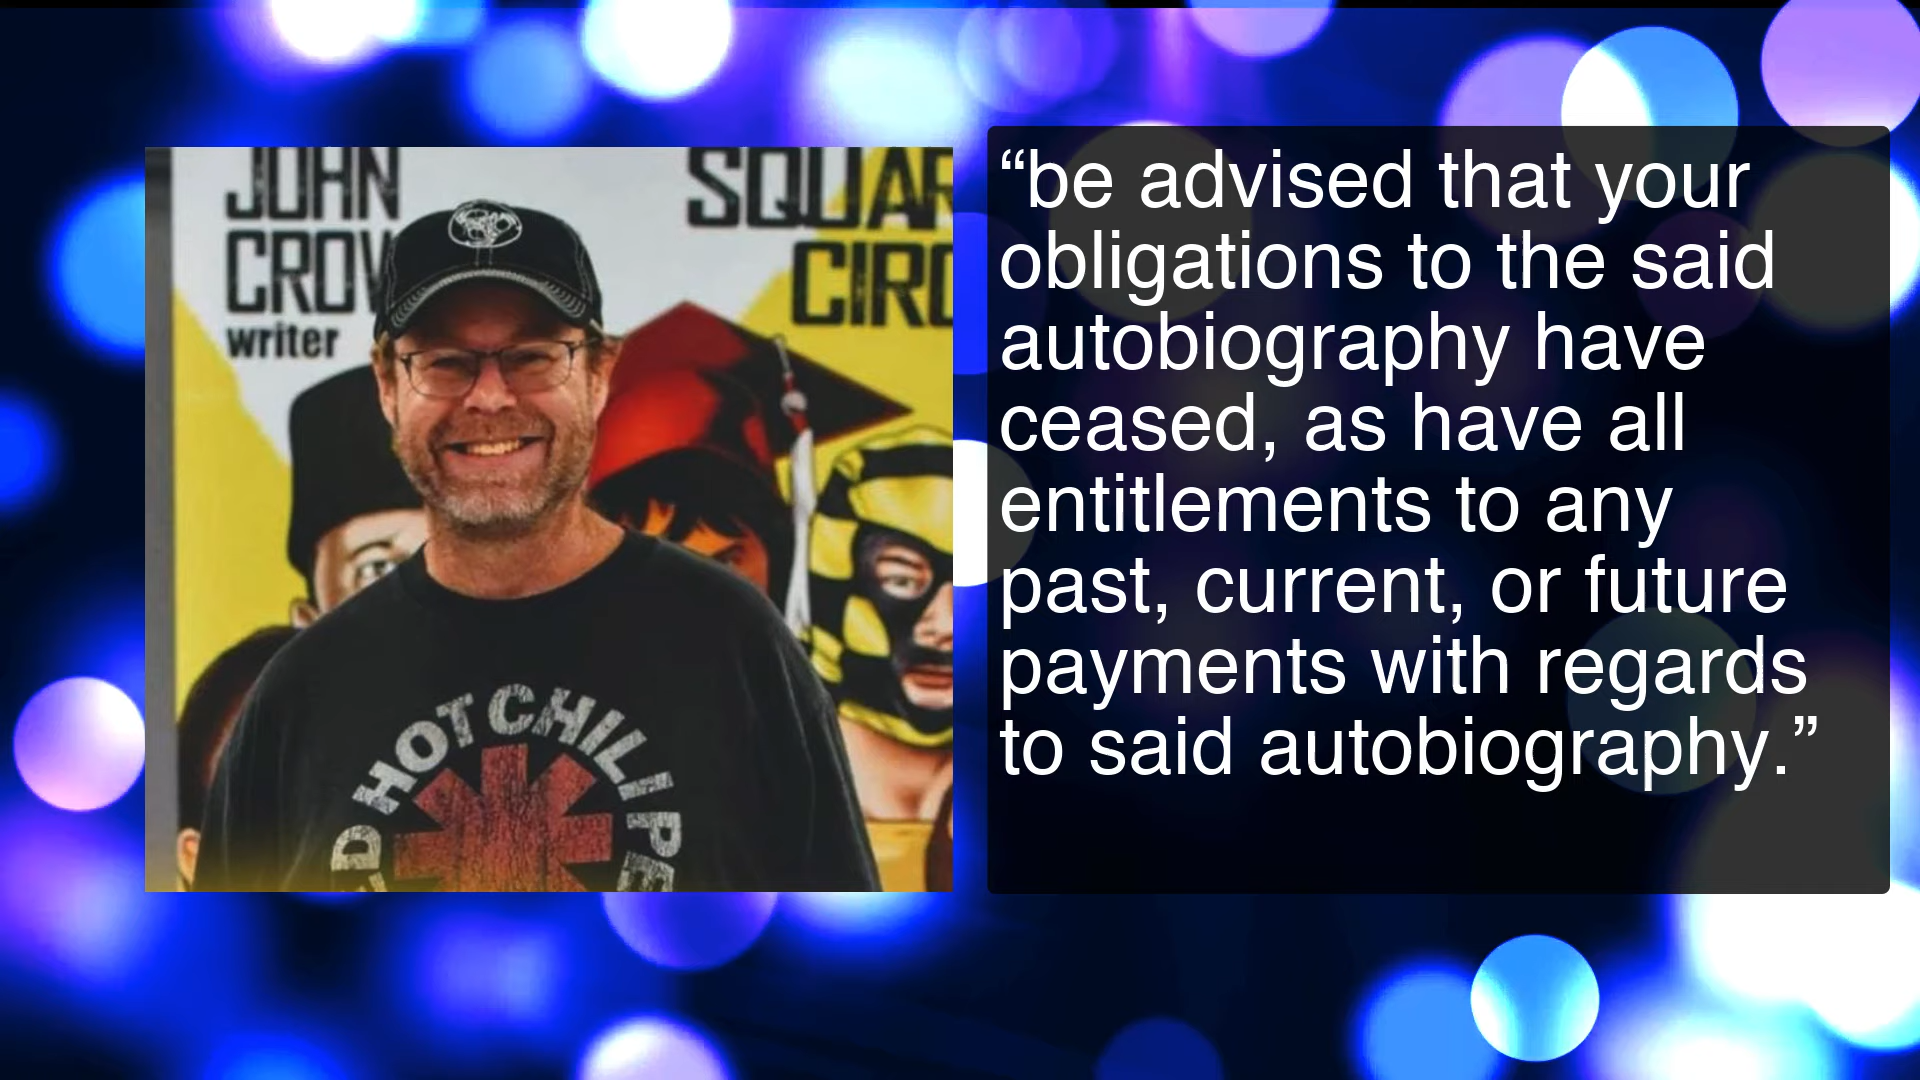 JOHN
CROW
writer
SQUAR
CIRC
HOT CHILI PE
“be advised that your
obligations to the said
autobiography have
ceased, as have all
entitlements to any
past, current, or future
payments with regards
to said autobiography.”